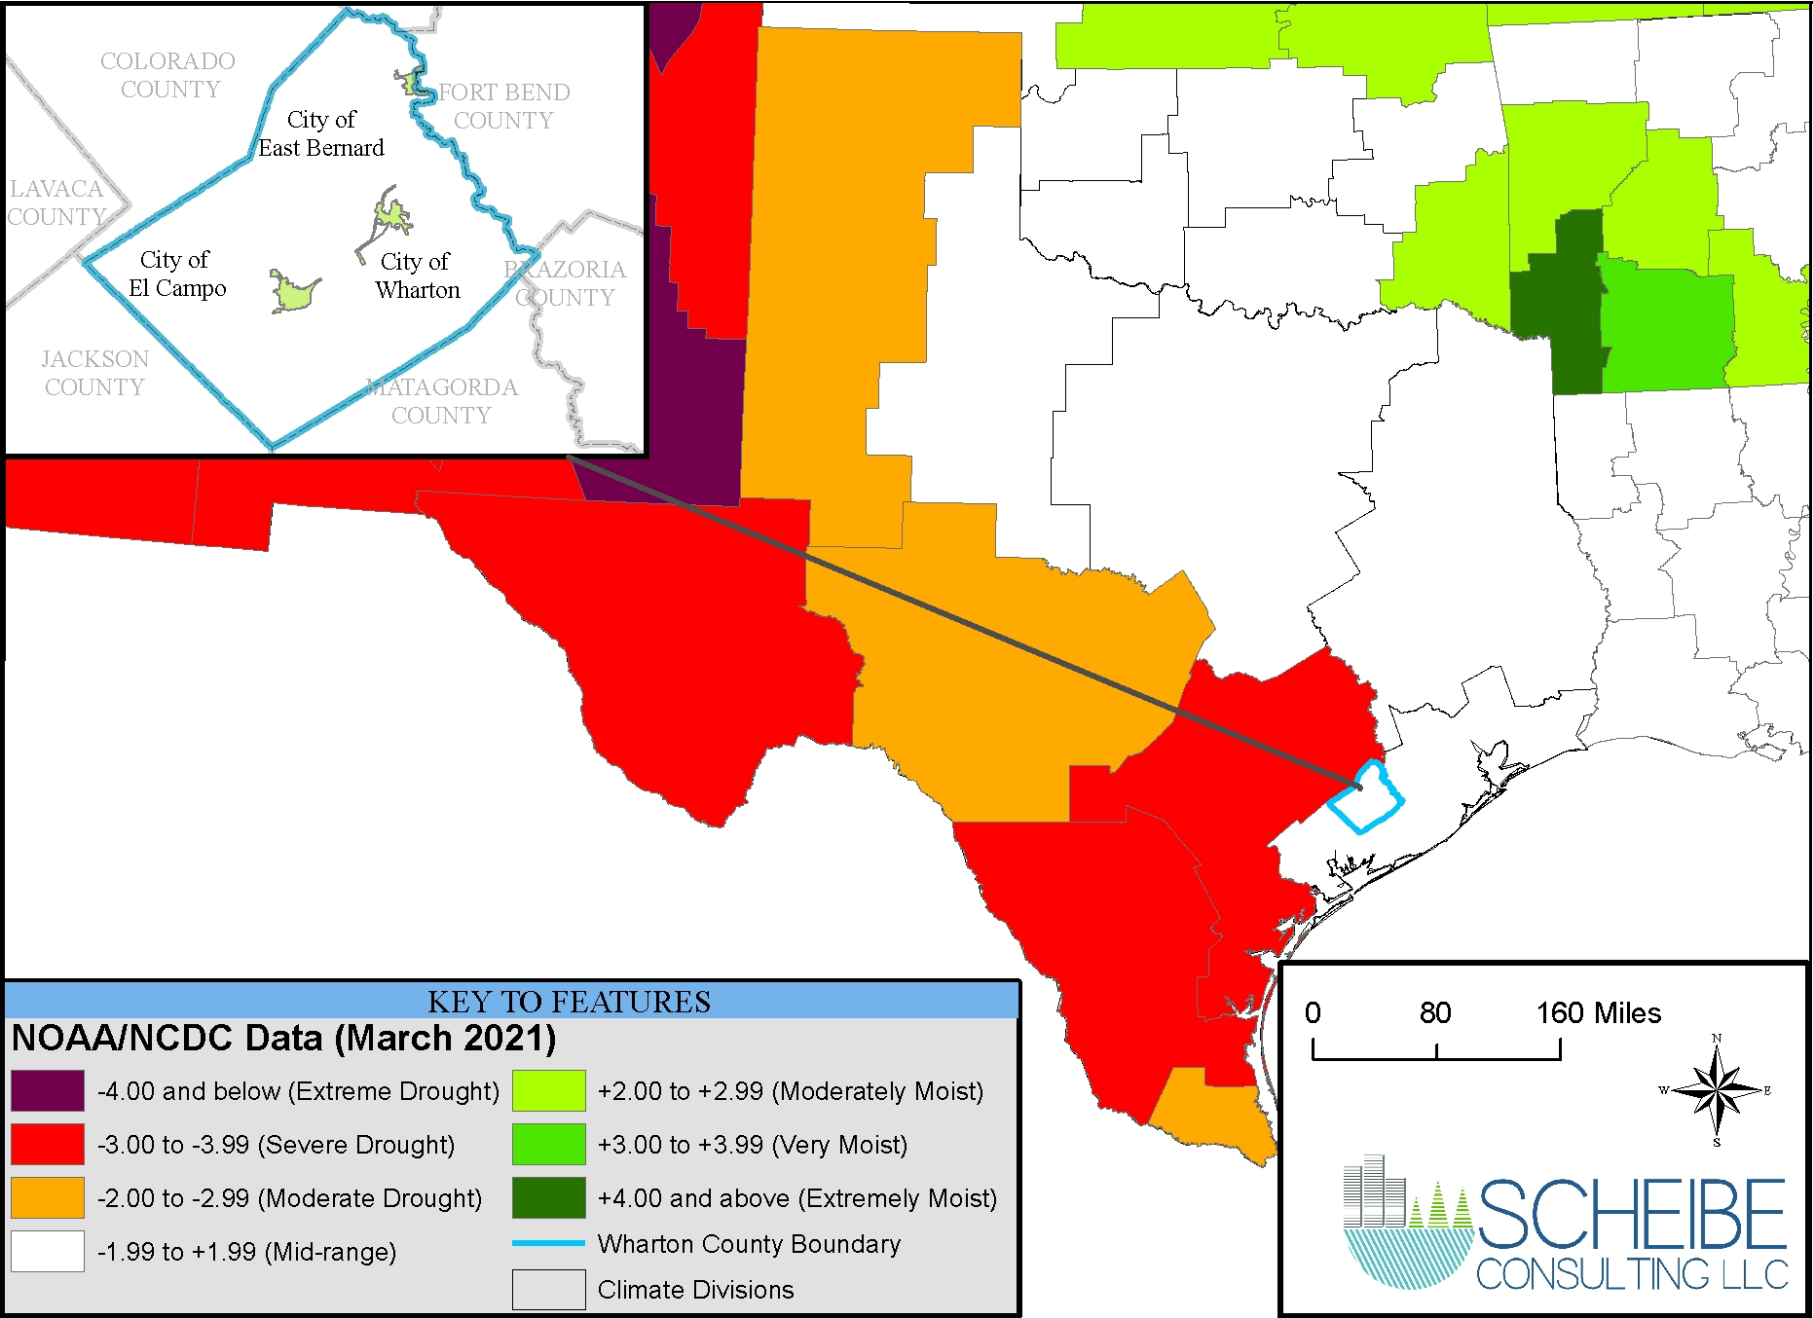 COLORADO
COUNTY
FORT BEND
COUNTY
City of
East Bernard
LAVACA
COUNTY
City of
El Campo
City of
Wharton
BRAZORIA
COUNTY
JACKSON
COUNTY
MATAGORDA
COUNTY
KEY TO FEATURES
NOAA/NCDC Data (March 2021)
-4.00 and below (Extreme Drought)
-3.00 to -3.99 (Severe Drought)
-2.00 to -2.99 (Moderate Drought)
-1.99 to +1.99 (Mid-range)
+2.00 to +2.99 (Moderately Moist)
+3.00 to +3.99 (Very Moist)
+4.00 and above (Extremely Moist)
Wharton County Boundary
Climate Divisions
0 80 160 Miles
N
W E
S
SCHEIBE
CONSULTING LLC